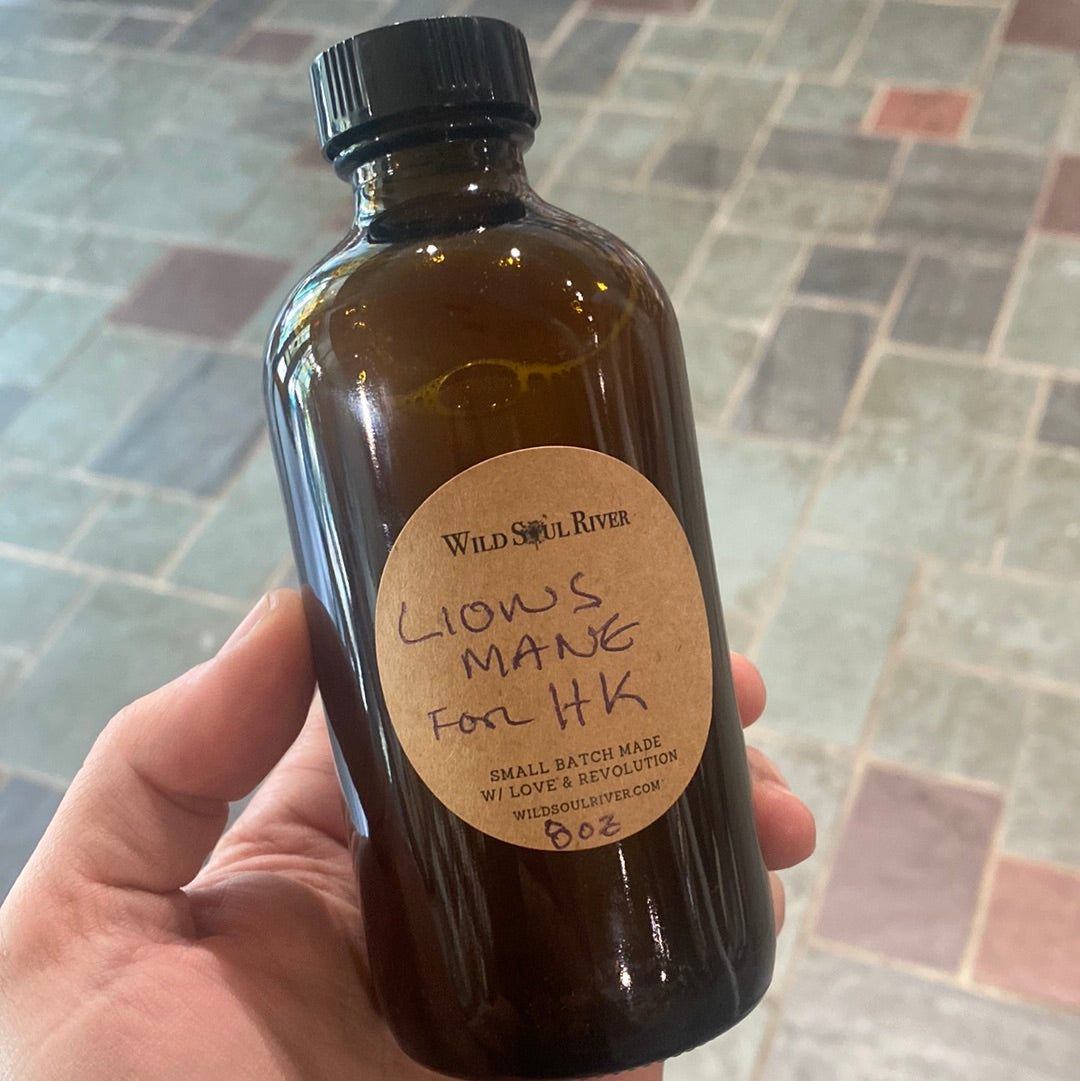 WILD SOUL RIVER
LIONS
MANE
FOR HK
SMALL BATCH MADE
W/ LOVE & REVOLUTION
WILDSOULRIVER.COM
8oz